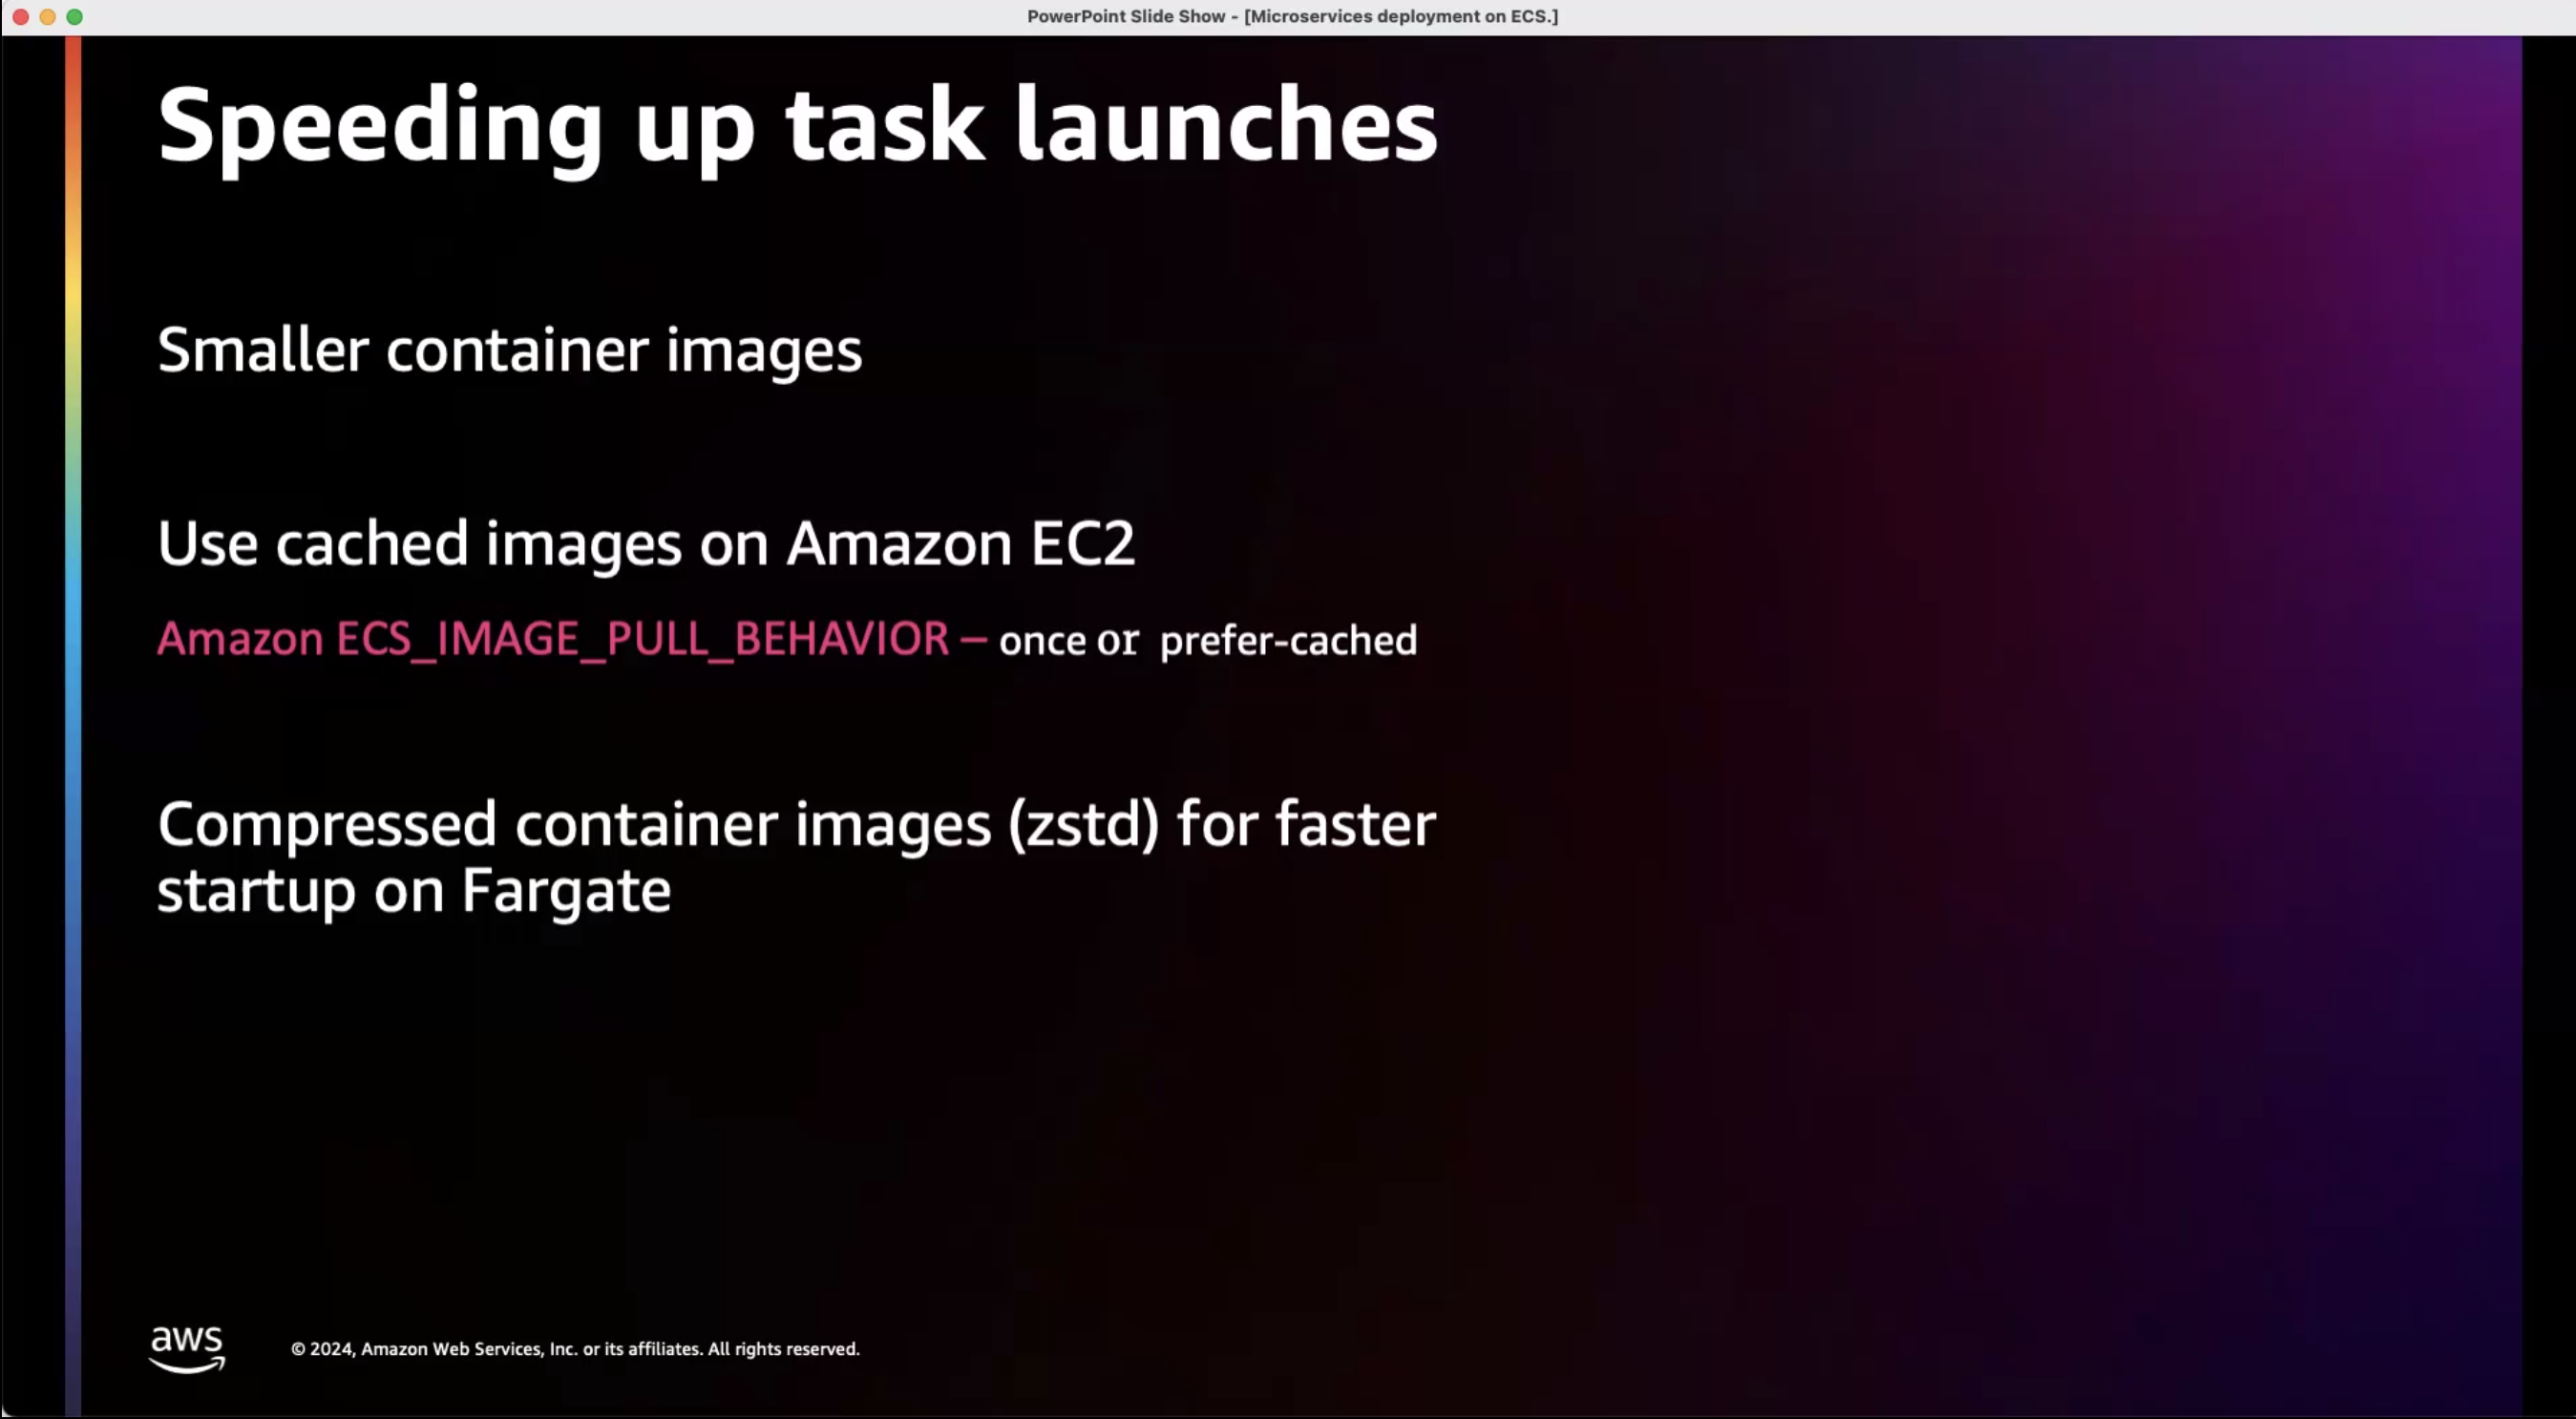 PowerPoint Slide Show - [Microservices deployment on ECS.]
Speeding up task launches
Smaller container images
Use cached images on Amazon EC2
Amazon ECS_IMAGE_PULL_BEHAVIOR – once or prefer-cached
Compressed container images (zstd) for faster
startup on Fargate
aws
© 2024, Amazon Web Services, Inc. or its affiliates. All rights reserved.